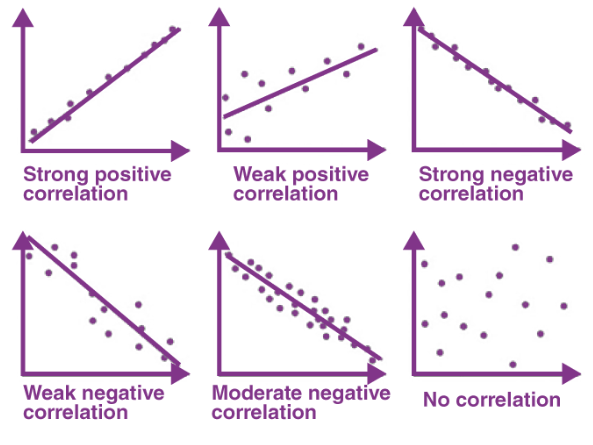 Strong positive
correlation
Weak positive
correlation
Strong negative
correlation
Weak negative
correlation
Moderate negative
correlation
No correlation